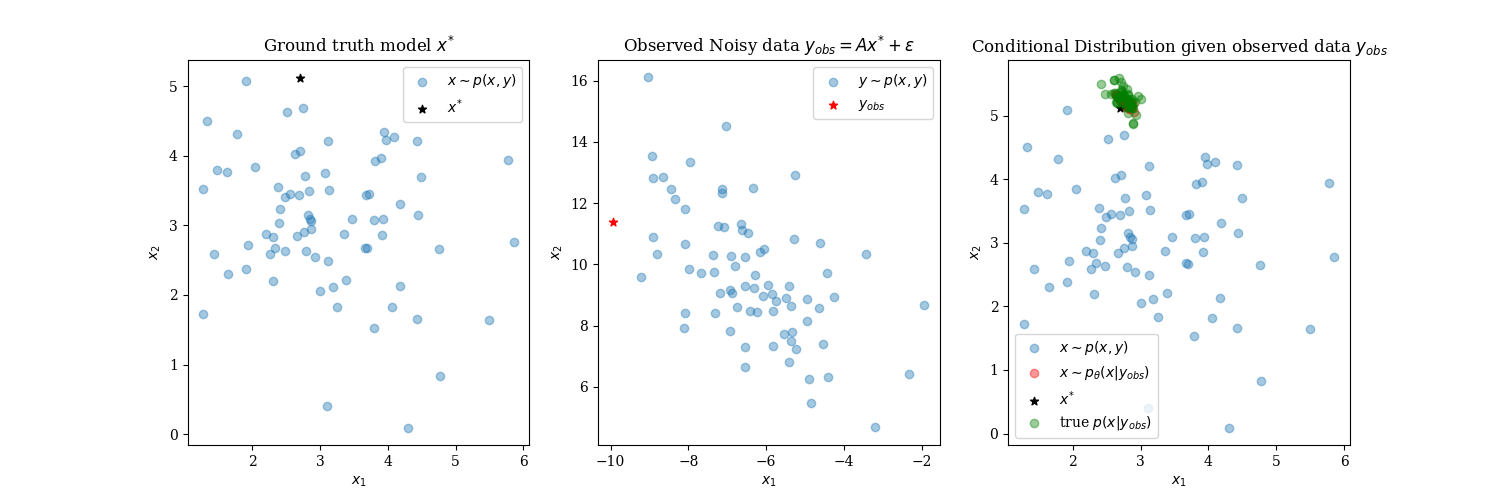 Ground truth model x*
x ~ p(x, y)
x*
x₂
5
4
3
2
1
0
2 3 4 5 6
x₁
Observed Noisy data y_obs = Ax* + ε
y ~ p(x, y)
y_obs
x₂
16
14
12
10
8
6
−10 −8 −6 −4 −2
x₁
Conditional Distribution given observed data y_obs
x₂
5
4
3
2
1
0
x ~ p(x, y)
x ~ p_θ(x|y_obs)
x*
true p(x|y_obs)
2 3 4 5 6
x₁